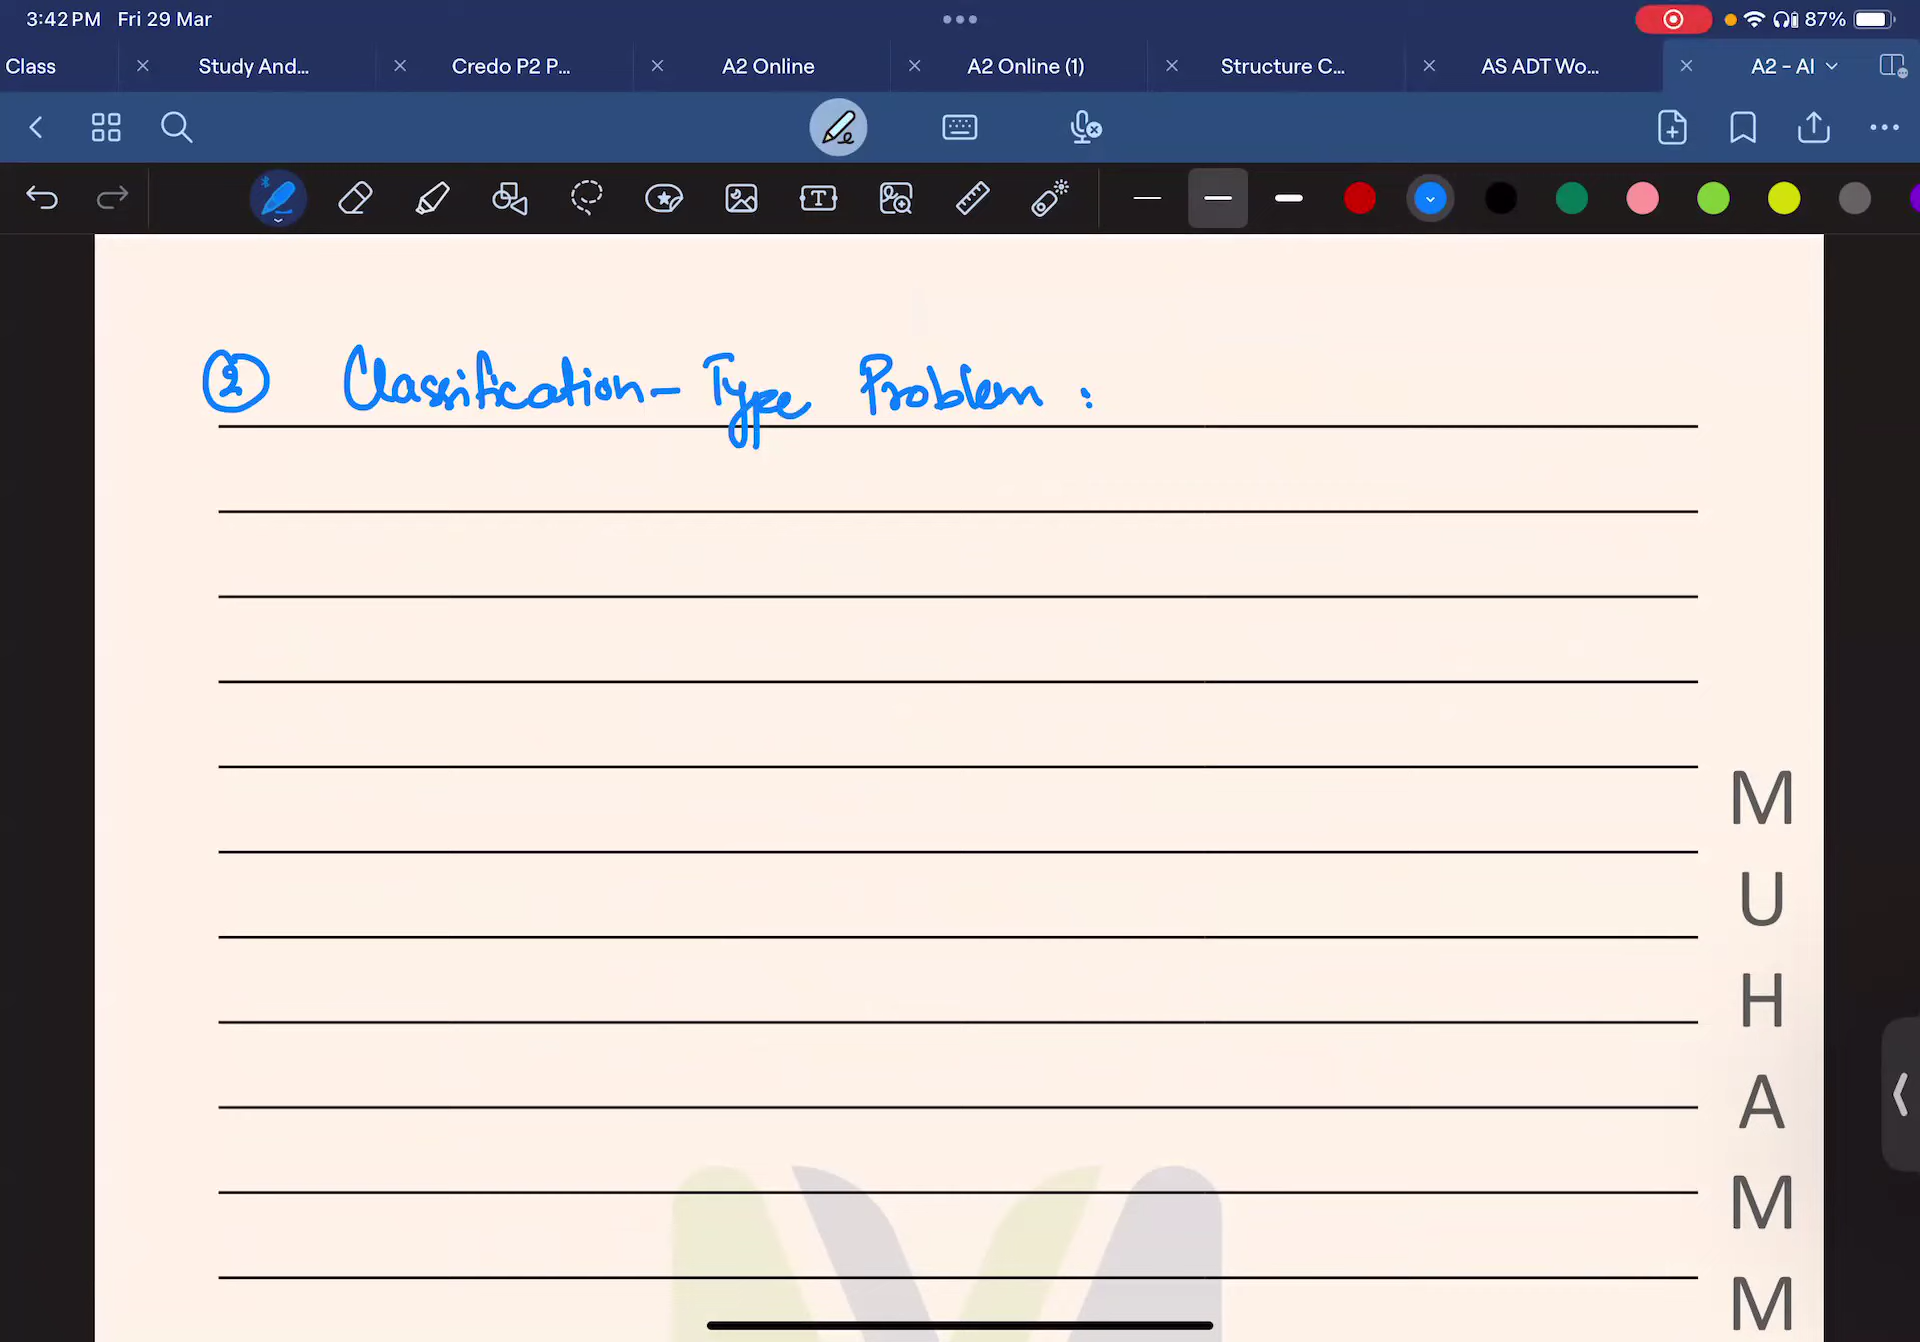 3:42 PM Fri 29 Mar 87%
Class Study And... Credo P2 P... A2 Online A2 Online (1) Structure C... AS ADT Wo... A2 - AI
② Classification - Type Problem :
M
U
H
A
M
M